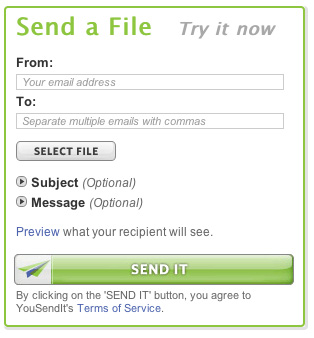 Send a File Try it now
From:
Your email address
To:
Separate multiple emails with commas
SELECT FILE
Subject (Optional)
Message (Optional)
Preview what your recipient will see.
SEND IT
By clicking on the 'SEND IT' button, you agree to
YouSendIt's Terms of Service.